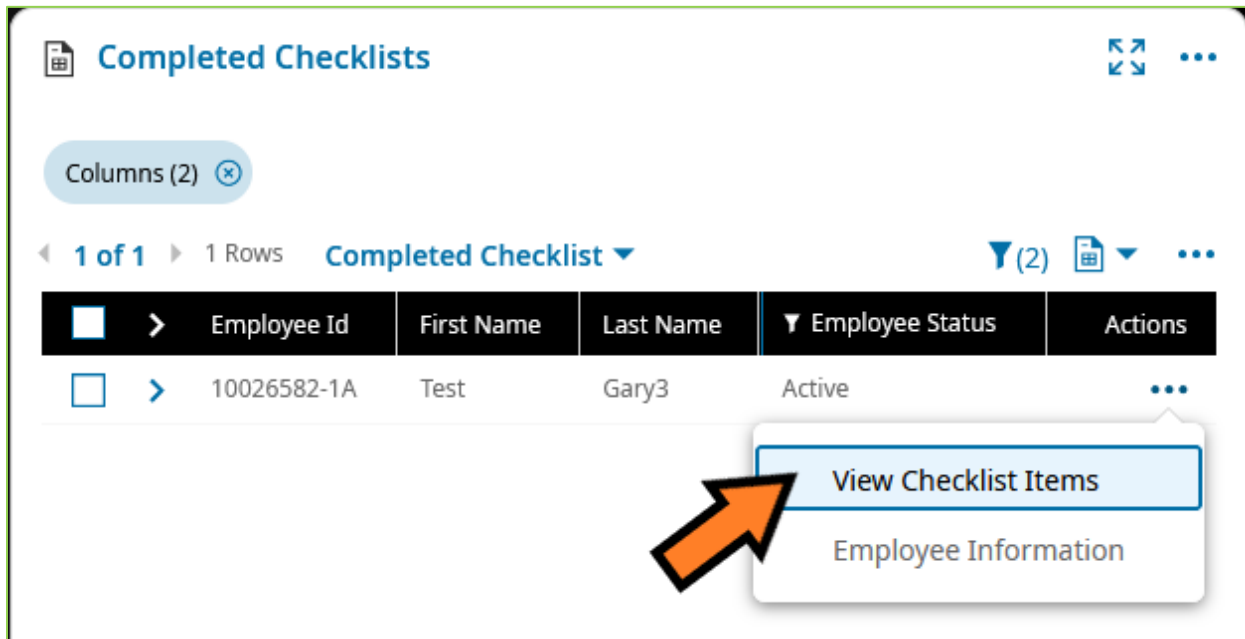 Completed Checklists
Columns (2)
1 of 1 1 Rows Completed Checklist (2)
Employee Id First Name Last Name Employee Status Actions
10026582-1A Test Gary3 Active
View Checklist Items
Employee Information